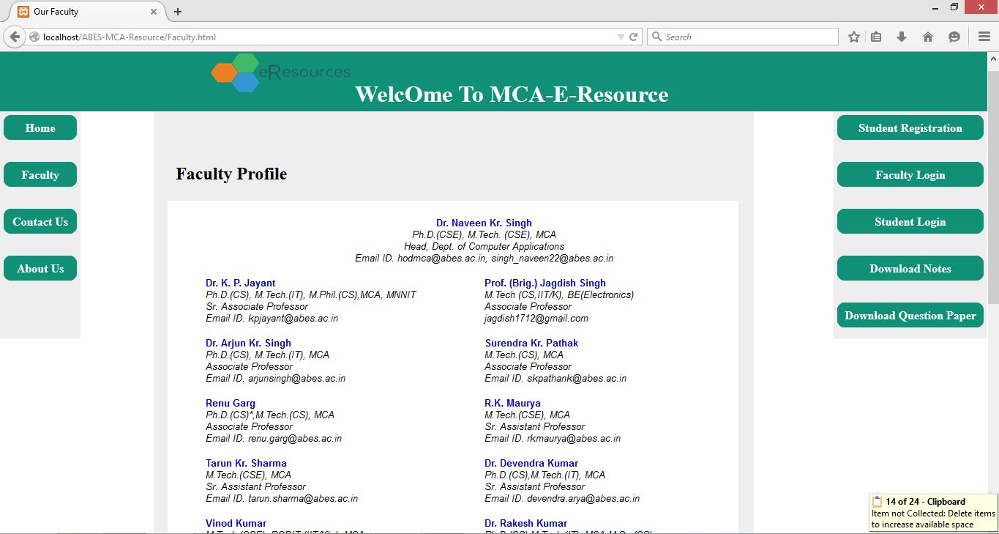 Our Faculty
localhost/ABES-MCA-Resource/Faculty.html
Search
eResources
WelcOme To MCA-E-Resource
Home
Faculty
Contact Us
About Us
Student Registration
Faculty Login
Student Login
Download Notes
Download Question Paper
Faculty Profile
Dr. Naveen Kr. Singh
Ph.D.(CSE), M.Tech. (CSE), MCA
Head, Dept. of Computer Applications
Email ID. hodmca@abes.ac.in, singh_naveen22@abes.ac.in
Dr. K. P. Jayant
Ph.D.(CS), M.Tech.(IT), M.Phil.(CS),MCA, MNNIT
Sr. Associate Professor
Email ID. kpjayant@abes.ac.in
Prof. (Brig.) Jagdish Singh
M.Tech (CS,IIT/K), BE(Electronics)
Associate Professor
jagdish1712@gmail.com
Dr. Arjun Kr. Singh
Ph.D.(CS), M.Tech.(IT), MCA
Associate Professor
Email ID. arjunsingh@abes.ac.in
Surendra Kr. Pathak
M.Tech.(CS), MCA
Associate Professor
Email ID. skpathank@abes.ac.in
Renu Garg
Ph.D.(CS)*,M.Tech.(CS), MCA
Associate Professor
Email ID. renu.garg@abes.ac.in
R.K. Maurya
M.Tech.(CSE), MCA
Sr. Assistant Professor
Email ID. rkmaurya@abes.ac.in
Tarun Kr. Sharma
M.Tech.(CSE), MCA
Sr. Assistant Professor
Email ID. tarun.sharma@abes.ac.in
Dr. Devendra Kumar
Ph.D.(CS),M.Tech.(IT), MCA
Sr. Assistant Professor
Email ID. devendra.arya@abes.ac.in
Vinod Kumar
Dr. Rakesh Kumar
14 of 24 - Clipboard
Item not Collected: Delete items
to increase available space